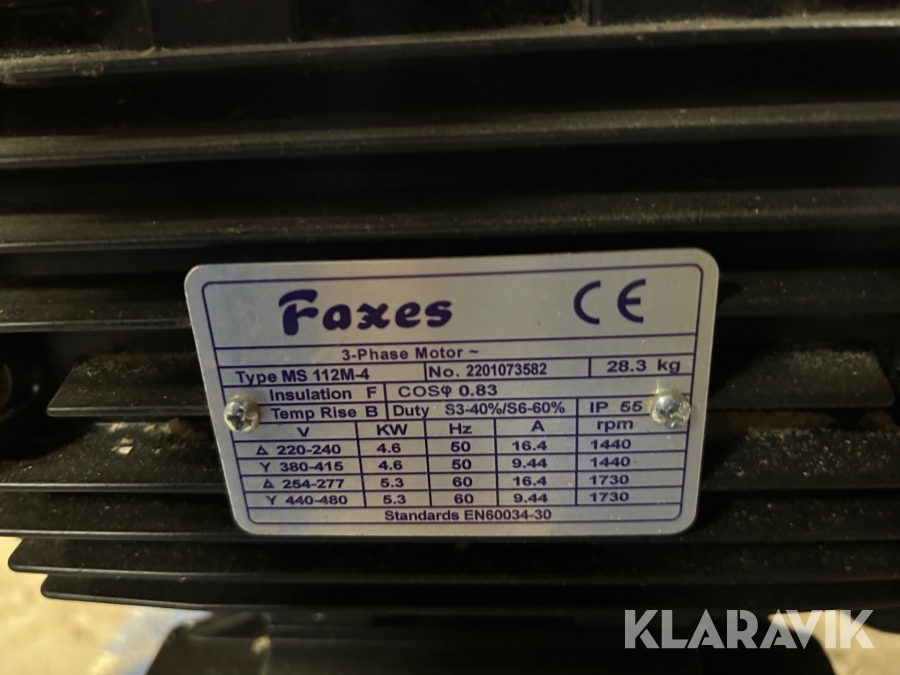 Faxes CE
3-Phase Motor ~
Type MS 112M-4 No. 2201073582 28.3 kg
Insulation F COSφ 0.83
Temp Rise B Duty S3-40%/S6-60% IP 55
V KW Hz A rpm
Δ 220-240 4.6 50 16.4 1440
Y 380-415 4.6 50 9.44 1440
Δ 254-277 5.3 60 16.4 1730
Y 440-480 5.3 60 9.44 1730
Standards EN60034-30
KLARAVIK